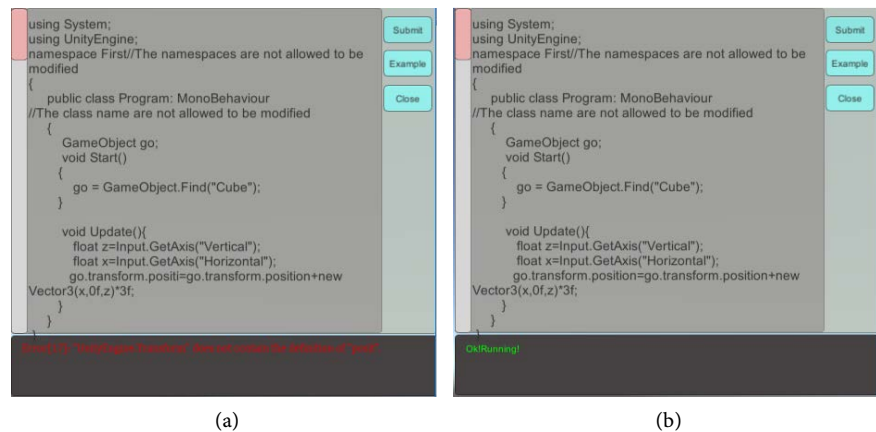 using System;
using UnityEngine;
namespace First//The namespaces are not allowed to be
modified
{
public class Program: MonoBehaviour
//The class name are not allowed to be modified
{
GameObject go;
void Start()
{
go = GameObject.Find("Cube");
}
void Update(){
float z=Input.GetAxis("Vertical");
float x=Input.GetAxis("Horizontal");
go.transform.positi=go.transform.position+new
Vector3(x,0f,z)*3f;
}
}
}
Submit
Example
Close
(a)
using System;
using UnityEngine;
namespace First//The namespaces are not allowed to be
modified
{
public class Program: MonoBehaviour
//The class name are not allowed to be modified
{
GameObject go;
void Start()
{
go = GameObject.Find("Cube");
}
void Update(){
float z=Input.GetAxis("Vertical");
float x=Input.GetAxis("Horizontal");
go.transform.position=go.transform.position+new
Vector3(x,0f,z)*3f;
}
}
}
Submit
Example
Close
Ok!Running!
(b)